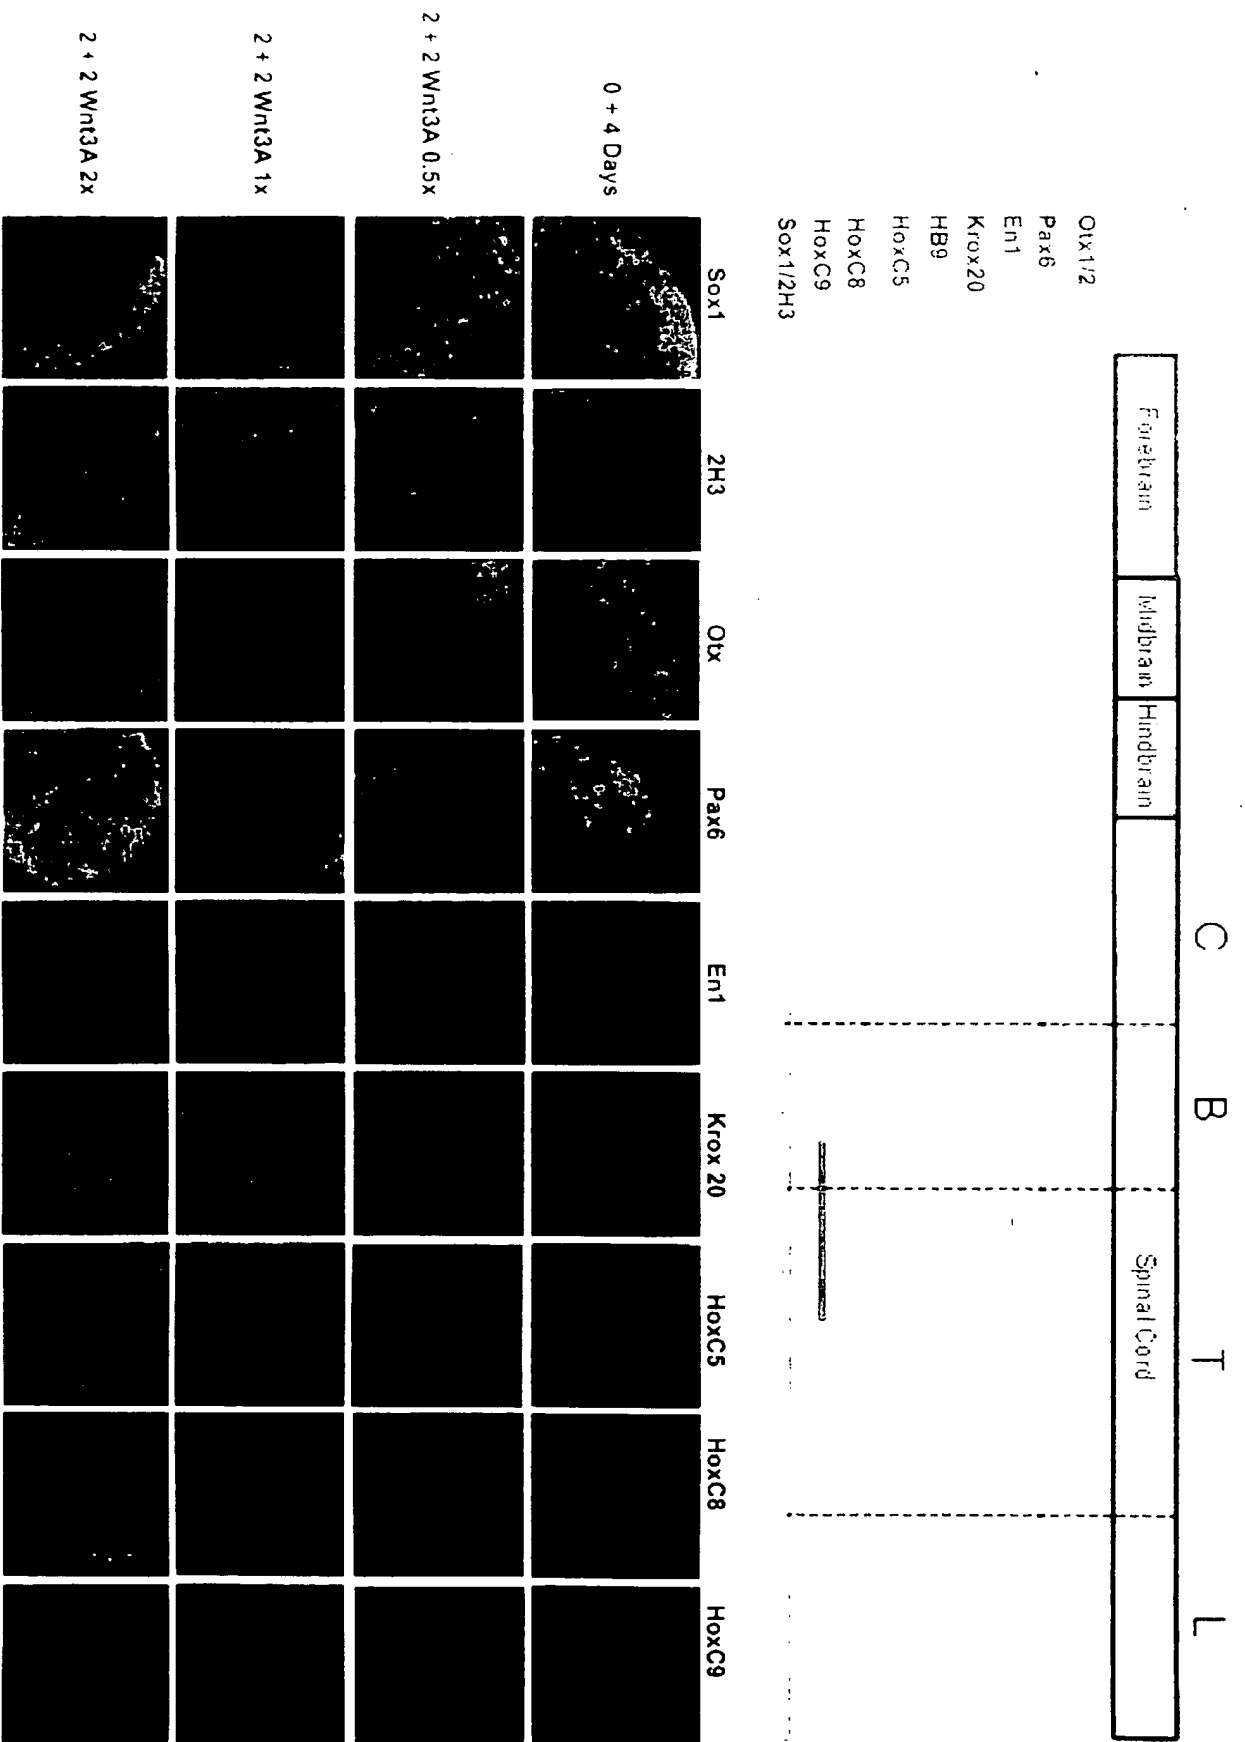 C B T L
Forebrain Midbrain Hindbrain Spinal Cord
Otx1/2
Pax6
En1
Krox20
HB9
HoxC5
HoxC8
HoxC9
Sox1/2H3
Sox1 2H3 Otx Pax6 En1 Krox 20 HoxC5 HoxC8 HoxC9
0 + 4 Days
2 + 2 Wnt3A 0.5x
2 + 2 Wnt3A 1x
2 + 2 Wnt3A 2x